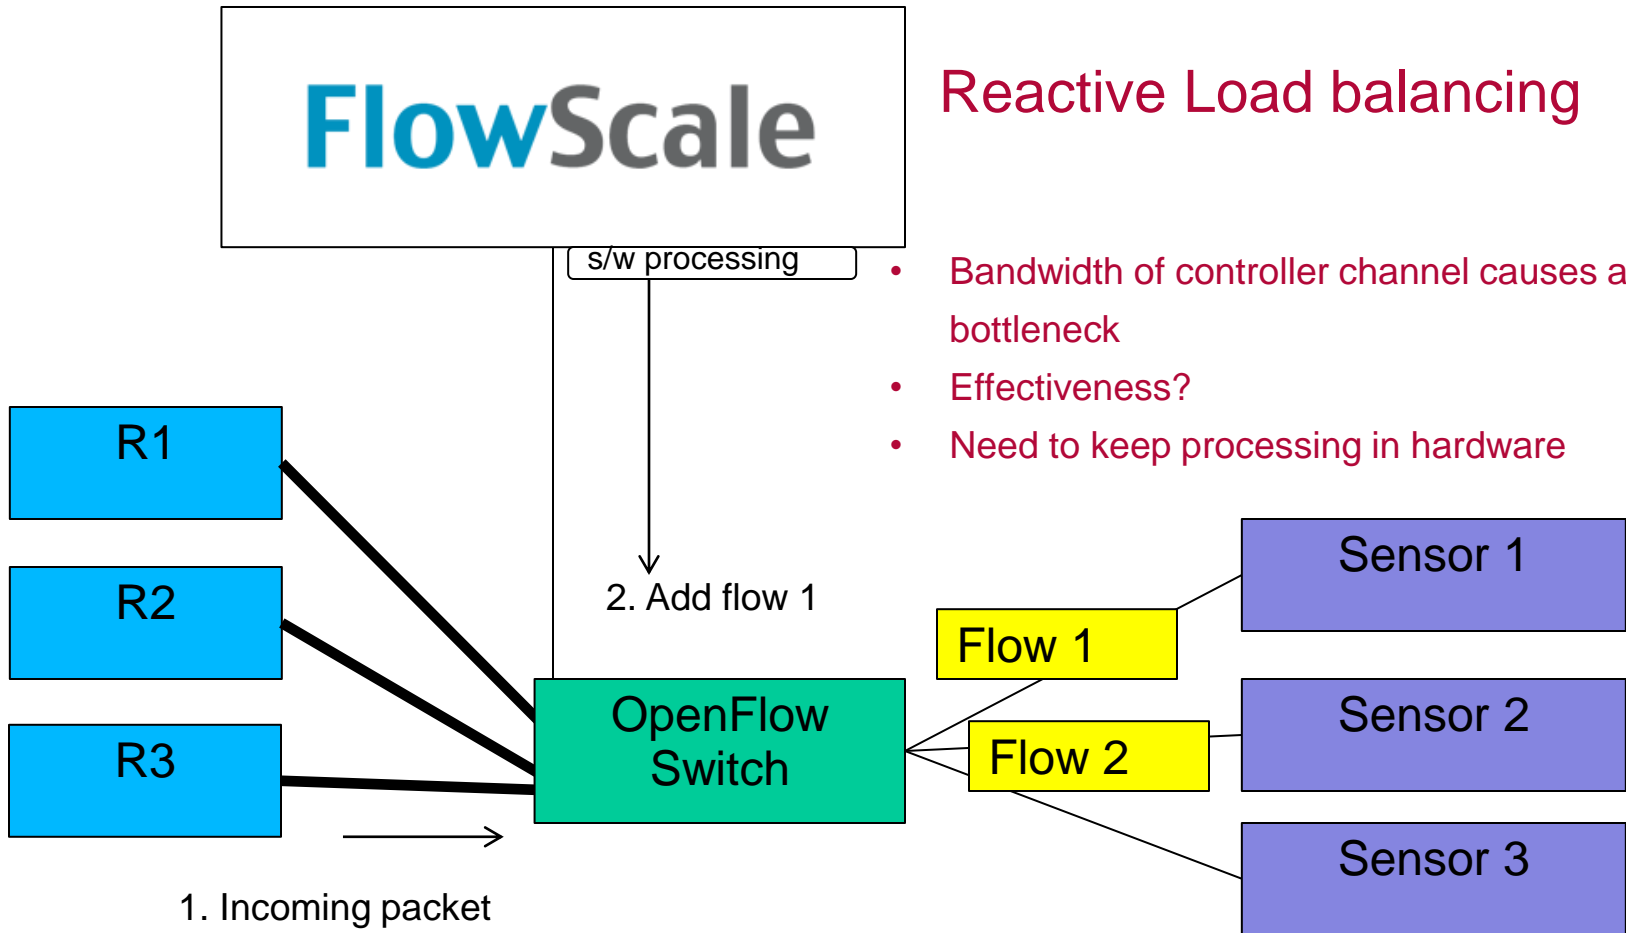 FlowScale
Reactive Load balancing
s/w processing
• Bandwidth of controller channel causes a
bottleneck
• Effectiveness?
• Need to keep processing in hardware
R1
R2
R3
2. Add flow 1
OpenFlow
Switch
Flow 1
Flow 2
Sensor 1
Sensor 2
Sensor 3
1. Incoming packet